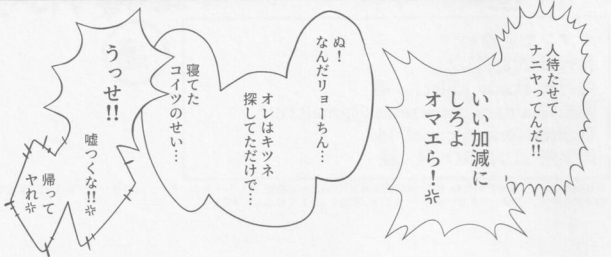 人待たせて
ナニヤってんだ!!
いい加減に
しろよ
オマエら!
ぬ!
なんだリョーちん…
オレはキツネ
探してただけで…
寝てた
コイツのせい…
うっせ!!
嘘つくな!!
帰って
ヤれ